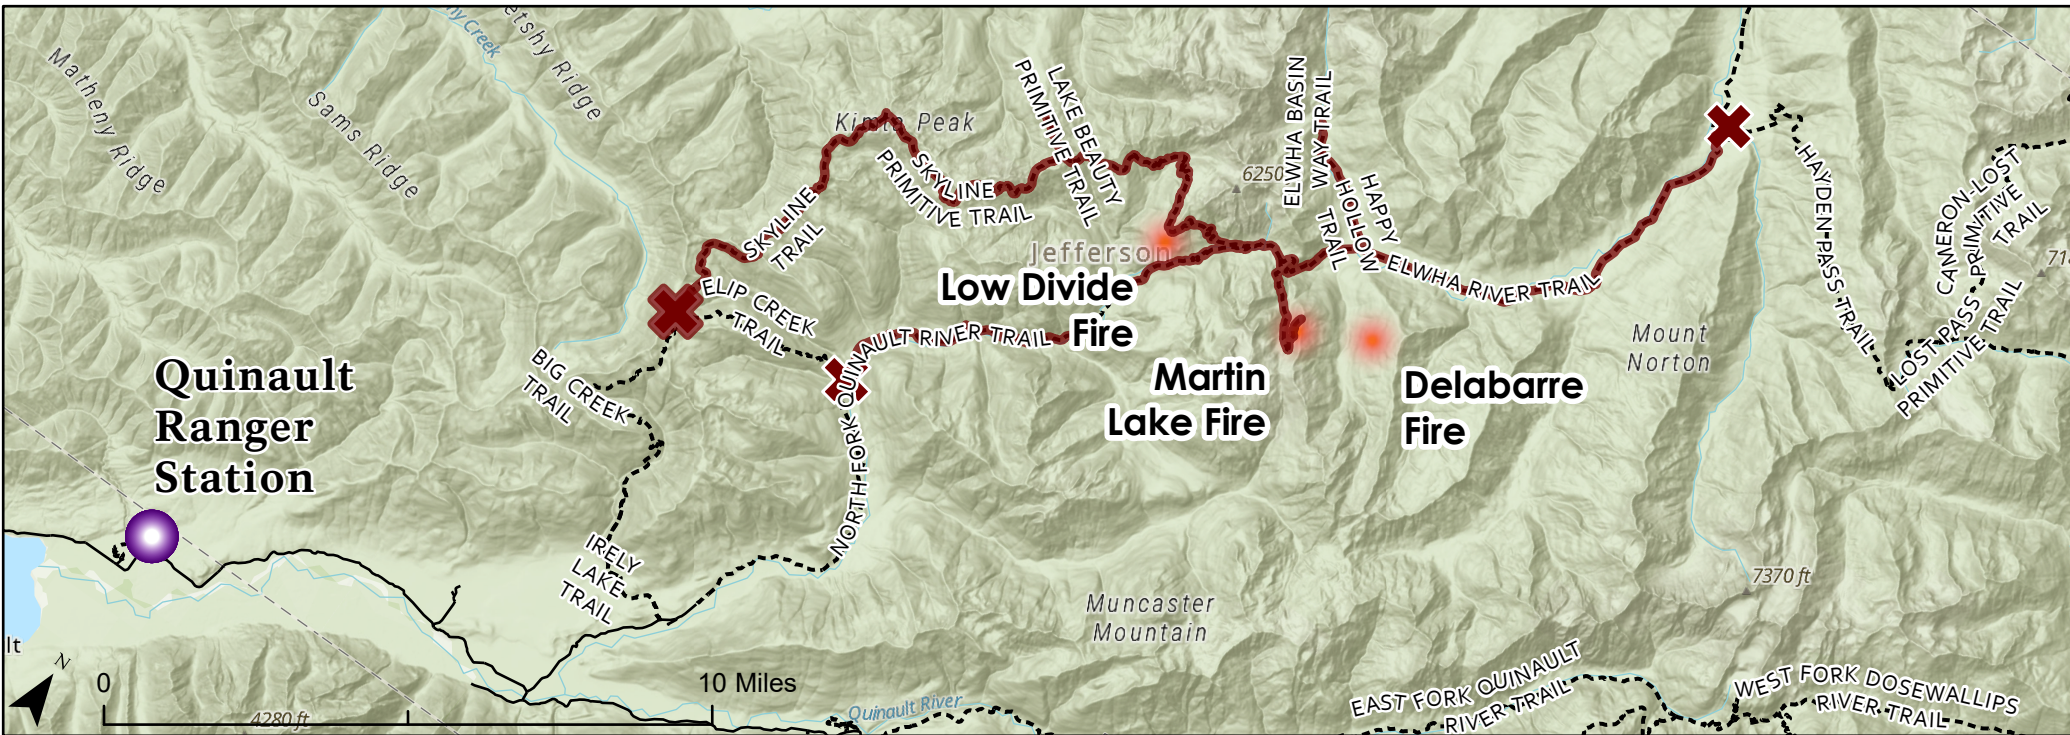 Matheny Ridge
Sams Ridge
Creek
Ridge
Kimta Peak
SKYLINE
PRIMITIVE TRAIL
LAKE BEAUTY
PRIMITIVE TRAIL
6250
ELWHA BASIN
WAY TRAIL
HAPPY
HOLLOW
TRAIL
HAYDEN PASS TRAIL
CAMERON-LOST
PASS PRIMITIVE
TRAIL
SKYLINE
TRAIL
Jefferson
Low Divide
Fire
ELWHA RIVER TRAIL
ELIP CREEK
TRAIL
NORTH FORK QUINAULT RIVER TRAIL
BIG CREEK
TRAIL
Martin
Lake Fire
Delabarre
Fire
Mount
Norton
LOST PASS
PRIMITIVE TRAIL
Quinault
Ranger
Station
IRELY
LAKE
TRAIL
Muncaster
Mountain
7370 ft
lt
N
0
10 Miles
4280 ft
Quinault River
EAST FORK QUINAULT
RIVER TRAIL
WEST FORK DOSEWALLIPS
RIVER TRAIL